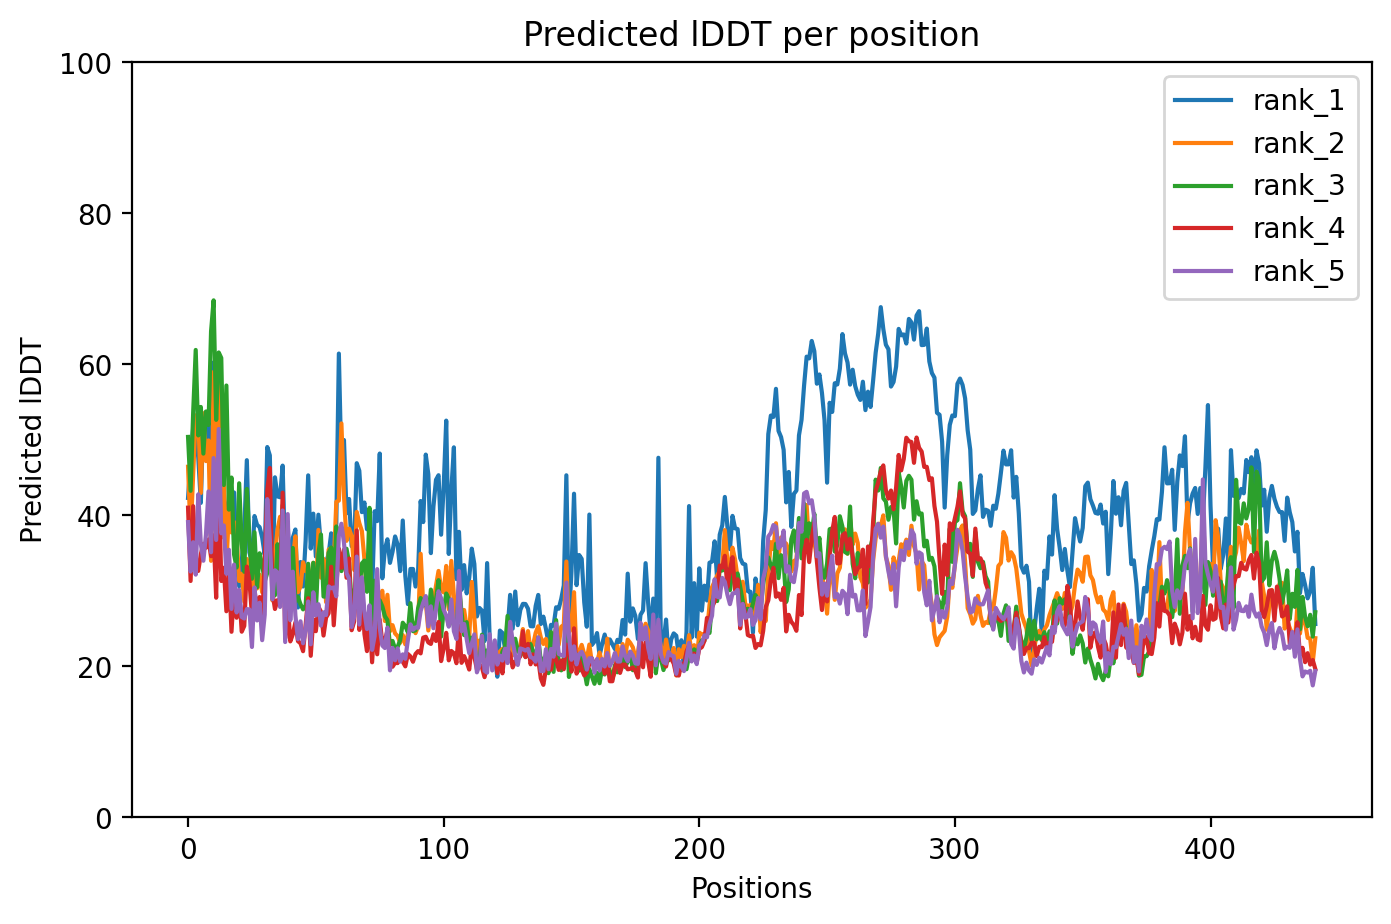 Predicted lDDT per position
100
80
60
40
20
0
Predicted lDDT
0 100 200 300 400
Positions
rank_1
rank_2
rank_3
rank_4
rank_5